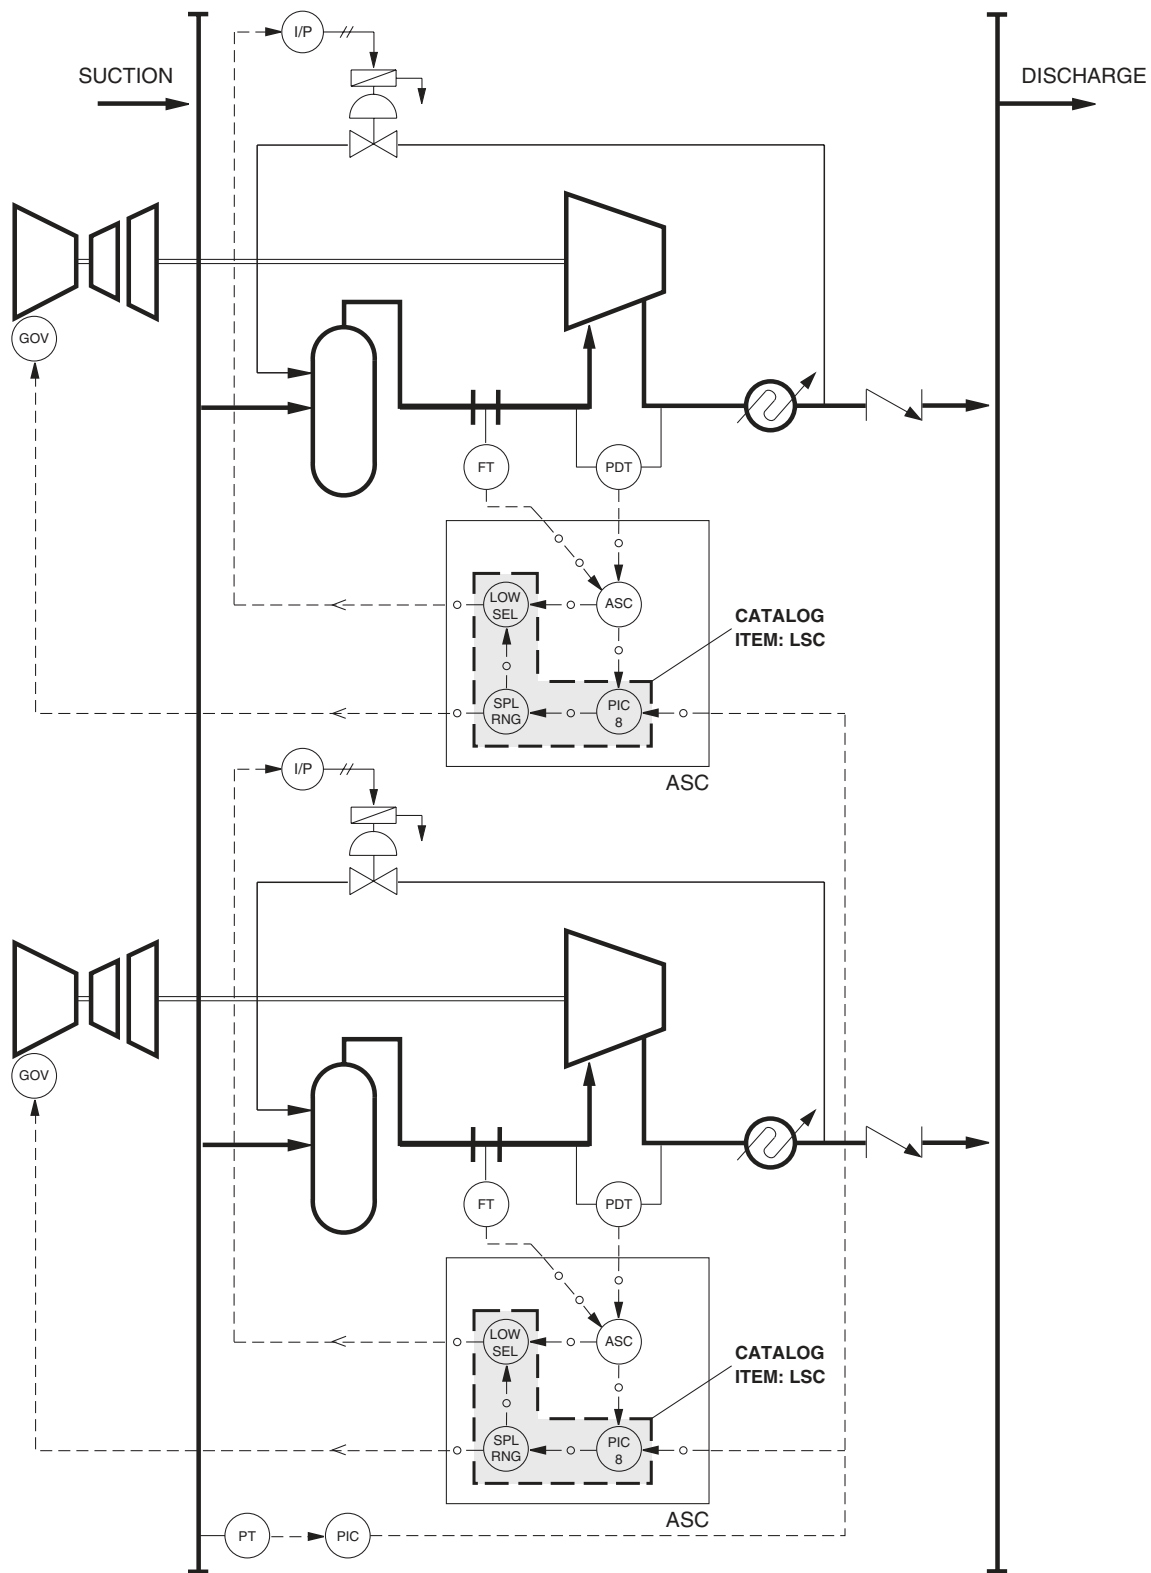 I/P
SUCTION
DISCHARGE
GOV
FT
PDT
LOW
SEL
ASC
CATALOG
ITEM: LSC
SPL
RNG
PIC
8
ASC
I/P
GOV
FT
PDT
LOW
SEL
ASC
CATALOG
ITEM: LSC
SPL
RNG
PIC
8
ASC
PT
PIC